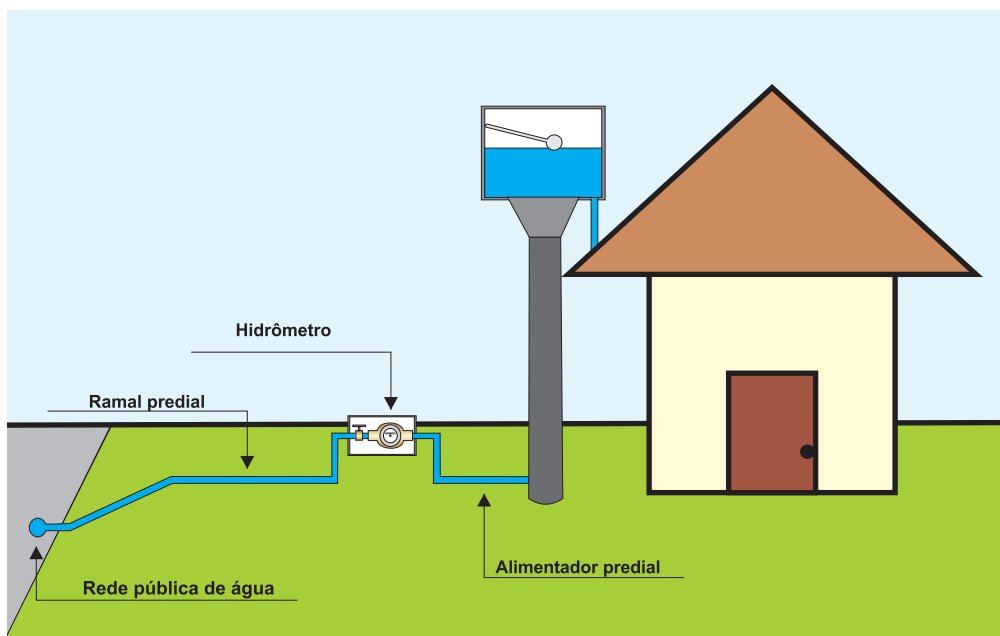 Hidrômetro
Ramal predial
Alimentador predial
Rede pública de água